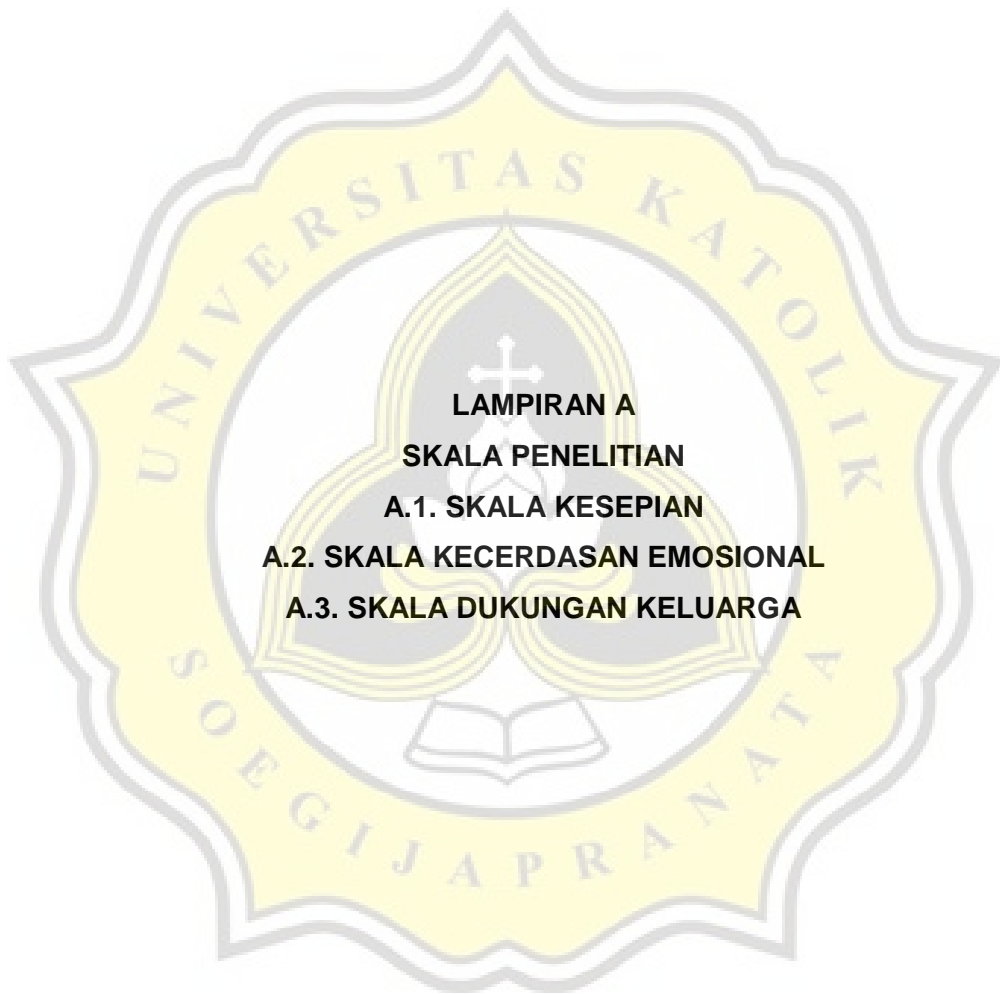 UNIVERSITAS KATOLIK
LAMPIRAN A
SKALA PENELITIAN
A.1. SKALA KESEPIAN
A.2. SKALA KECERDASAN EMOSIONAL
A.3. SKALA DUKUNGAN KELUARGA
SOEGIJAPRANATA